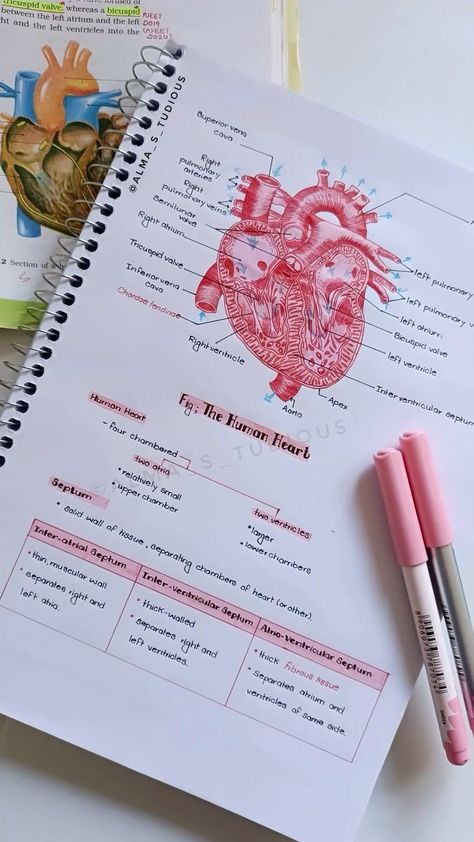 tricuspid valve, whereas a bicuspid
between the left atrium and the left
and the left ventricles into the
NEET
2019
NEET
Section of a
@ALMA_S_TUDIOUS
Superior vena
cava
Right
pulmonary
arteries
Right
pulmonary veins
Semilunar
valve
Right atrium
Tricuspid valve
Inferior vena
cava
Chordae tendinae
Right ventricle
left pulmonary
left pulmonary
left atrium
Bicuspid valve
left ventricle
Inter ventricular septum
Apex
Aorta
Fig; The Human Heart
@ALMA_S_TUDIOUS
Human Heart
- four chambered
two atria
• relatively small
• upper chamber
two ventricles
• larger
• lower chambers
Septum
• solid wall of tissue, separating chambers of heart (or other).
Inter-atrial Septum
• thin, muscular wall
• separates right and
left atria.
Inter-ventricular Septum
• thick-walled
• separates right and
left ventricles.
Atrio-Ventricular Septum
• thick fibrous tissue
• Separates atrium and
ventricles of same side.